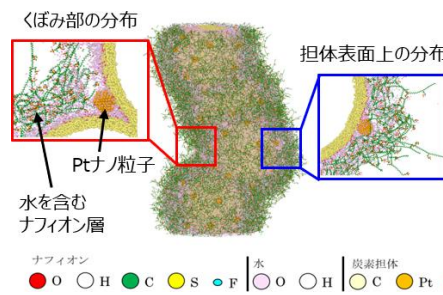 くぼみ部の分布
担体表面上の分布
Ptナノ粒子
水を含む
ナフィオン層
ナフィオン
水
炭素担体
O H C S F O H C Pt